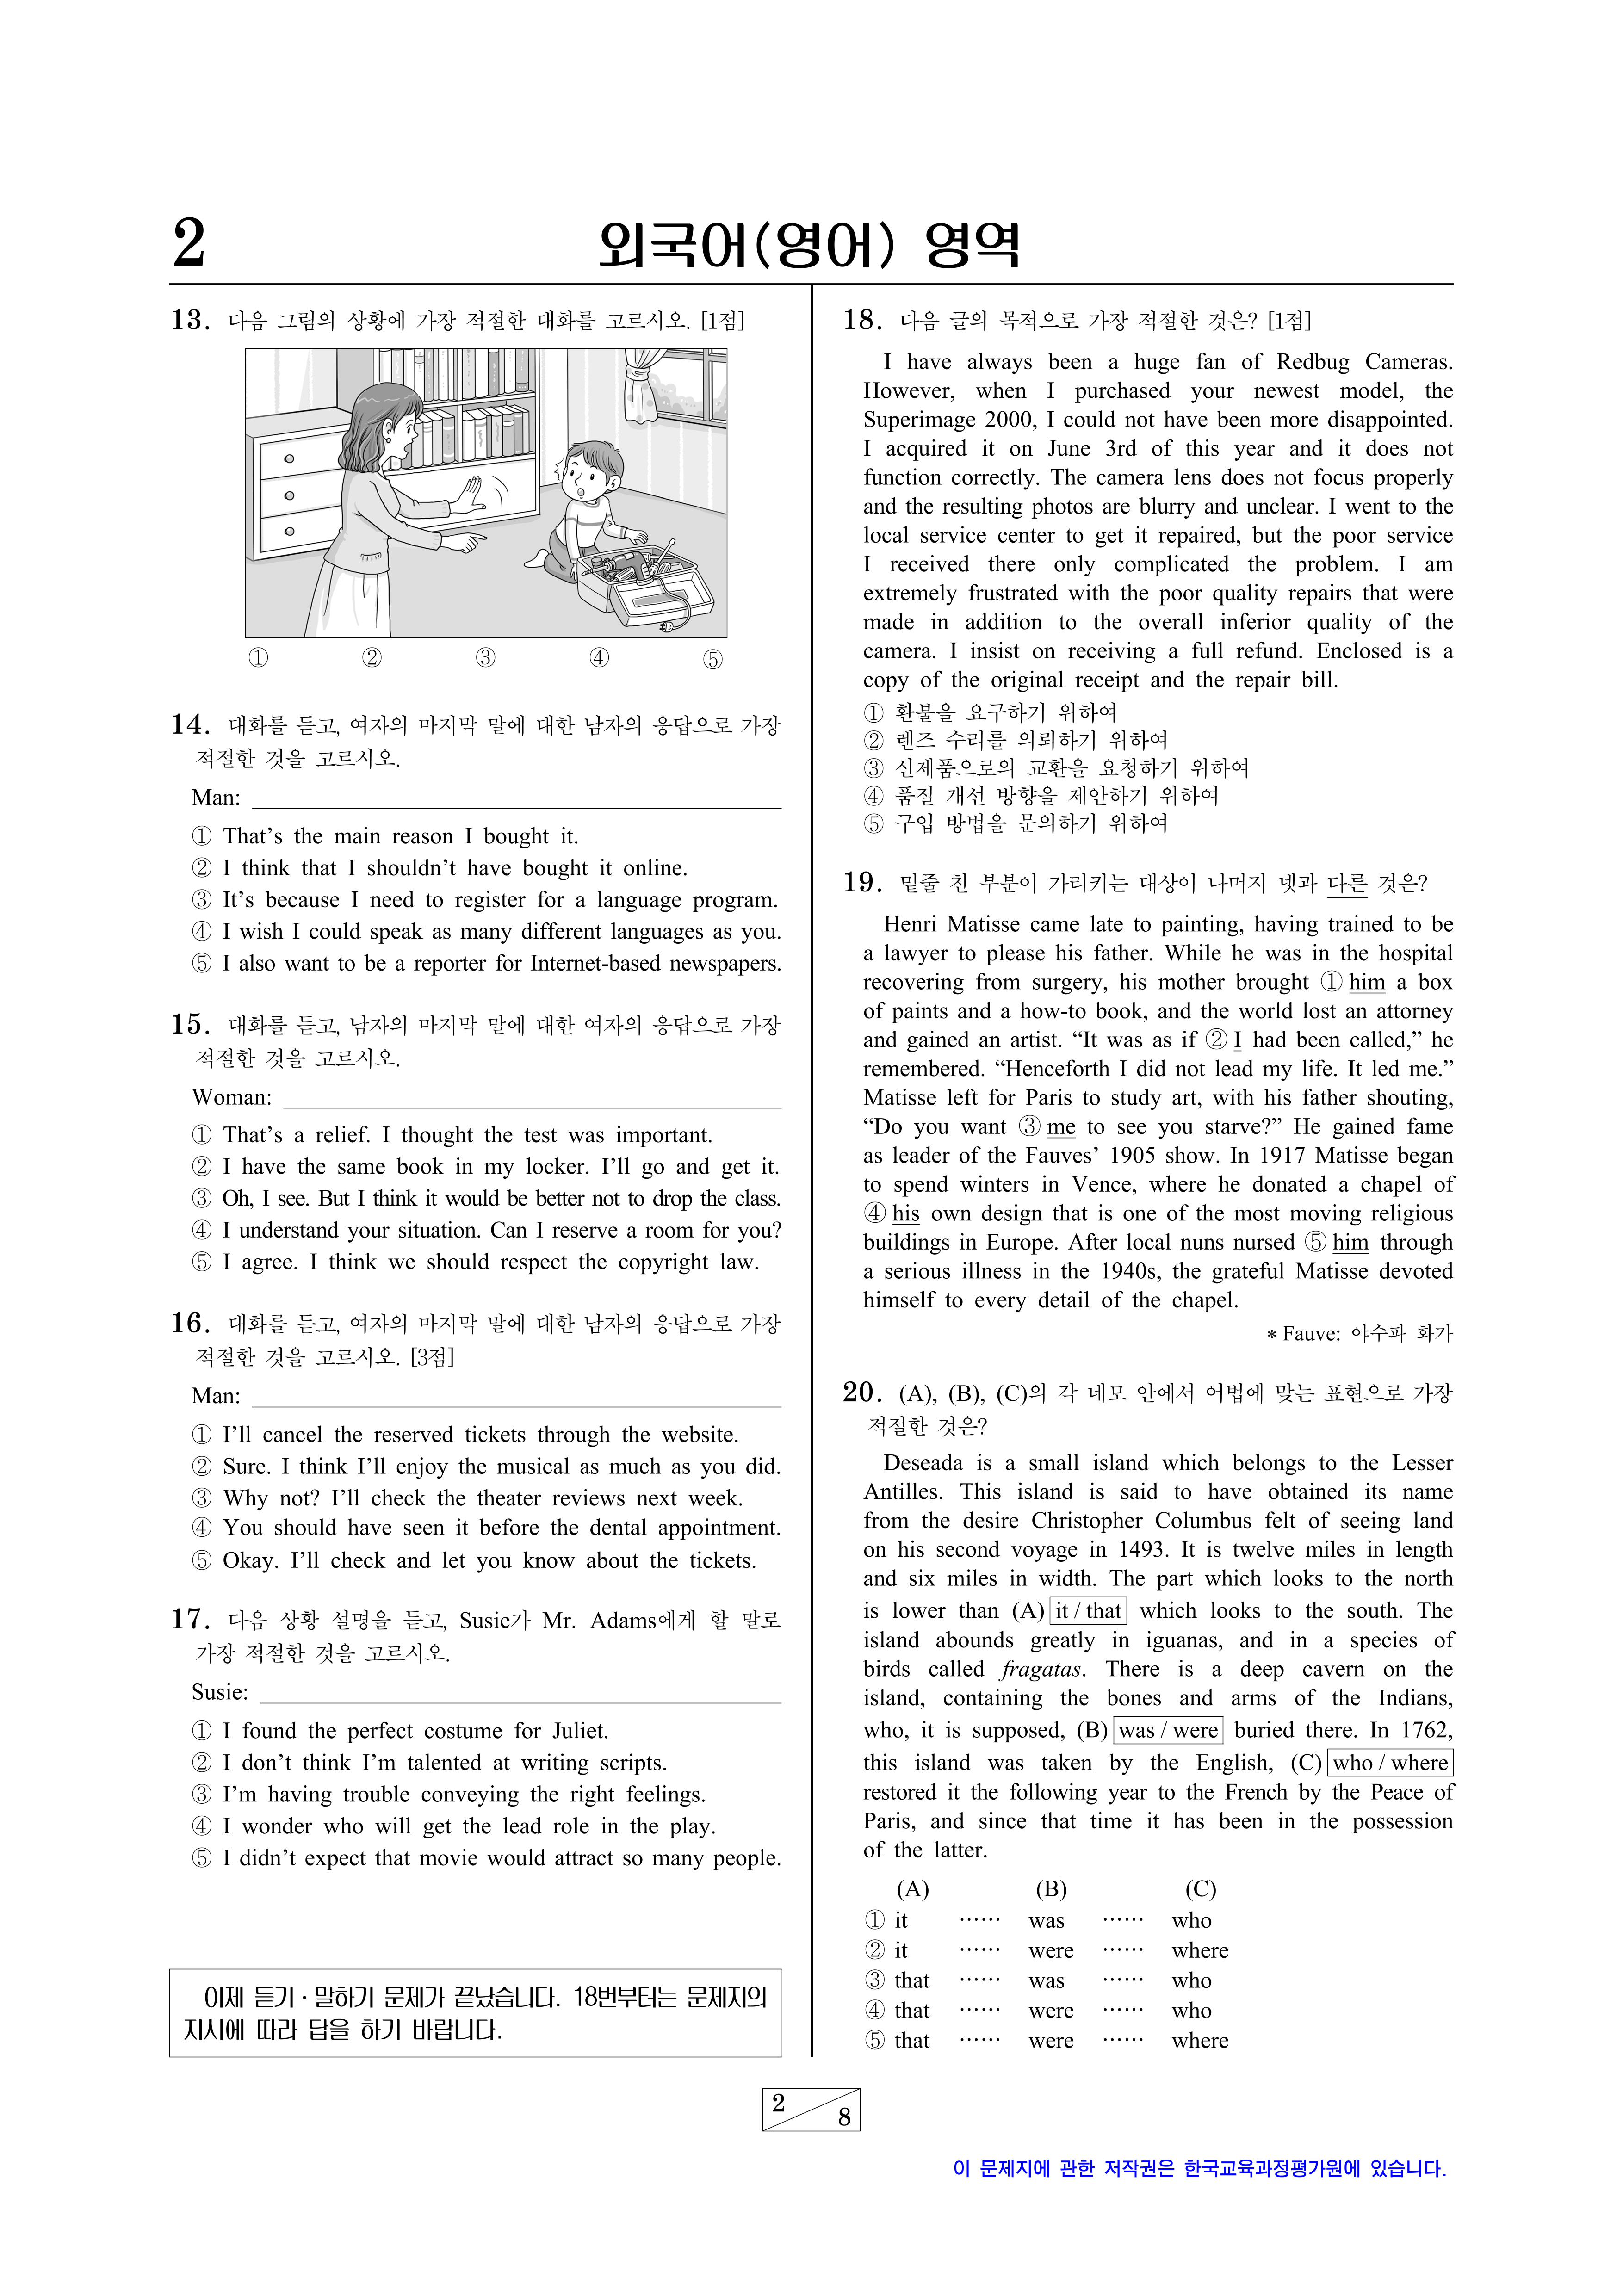 2
외국어(영어) 영역
13. 다음 그림의 상황에 가장 적절한 대화를 고르시오. [1점]
① ② ③ ④ ⑤
14. 대화를 듣고, 여자의 마지막 말에 대한 남자의 응답으로 가장
적절한 것을 고르시오.
Man:
① That’s the main reason I bought it.
② I think that I shouldn’t have bought it online.
③ It’s because I need to register for a language program.
④ I wish I could speak as many different languages as you.
⑤ I also want to be a reporter for Internet-based newspapers.
15. 대화를 듣고, 남자의 마지막 말에 대한 여자의 응답으로 가장
적절한 것을 고르시오.
Woman:
① That’s a relief. I thought the test was important.
② I have the same book in my locker. I’ll go and get it.
③ Oh, I see. But I think it would be better not to drop the class.
④ I understand your situation. Can I reserve a room for you?
⑤ I agree. I think we should respect the copyright law.
16. 대화를 듣고, 여자의 마지막 말에 대한 남자의 응답으로 가장
적절한 것을 고르시오. [3점]
Man:
① I’ll cancel the reserved tickets through the website.
② Sure. I think I’ll enjoy the musical as much as you did.
③ Why not? I’ll check the theater reviews next week.
④ You should have seen it before the dental appointment.
⑤ Okay. I’ll check and let you know about the tickets.
17. 다음 상황 설명을 듣고, Susie가 Mr. Adams에게 할 말로
가장 적절한 것을 고르시오.
Susie:
① I found the perfect costume for Juliet.
② I don’t think I’m talented at writing scripts.
③ I’m having trouble conveying the right feelings.
④ I wonder who will get the lead role in the play.
⑤ I didn’t expect that movie would attract so many people.
이제 듣기·말하기 문제가 끝났습니다. 18번부터는 문제지의
지시에 따라 답을 하기 바랍니다.
18. 다음 글의 목적으로 가장 적절한 것은? [1점]
I have always been a huge fan of Redbug Cameras.
However, when I purchased your newest model, the
Superimage 2000, I could not have been more disappointed.
I acquired it on June 3rd of this year and it does not
function correctly. The camera lens does not focus properly
and the resulting photos are blurry and unclear. I went to the
local service center to get it repaired, but the poor service
I received there only complicated the problem. I am
extremely frustrated with the poor quality repairs that were
made in addition to the overall inferior quality of the
camera. I insist on receiving a full refund. Enclosed is a
copy of the original receipt and the repair bill.
① 환불을 요구하기 위하여
② 렌즈 수리를 의뢰하기 위하여
③ 신제품으로의 교환을 요청하기 위하여
④ 품질 개선 방향을 제안하기 위하여
⑤ 구입 방법을 문의하기 위하여
19. 밑줄 친 부분이 가리키는 대상이 나머지 넷과 다른 것은?
Henri Matisse came late to painting, having trained to be
a lawyer to please his father. While he was in the hospital
recovering from surgery, his mother brought ① him a box
of paints and a how-to book, and the world lost an attorney
and gained an artist. “It was as if ② I had been called,” he
remembered. “Henceforth I did not lead my life. It led me.”
Matisse left for Paris to study art, with his father shouting,
“Do you want ③ me to see you starve?” He gained fame
as leader of the Fauves’ 1905 show. In 1917 Matisse began
to spend winters in Vence, where he donated a chapel of
④ his own design that is one of the most moving religious
buildings in Europe. After local nuns nursed ⑤ him through
a serious illness in the 1940s, the grateful Matisse devoted
himself to every detail of the chapel.
* Fauve: 야수파 화가
20. (A), (B), (C)의 각 네모 안에서 어법에 맞는 표현으로 가장
적절한 것은?
Deseada is a small island which belongs to the Lesser
Antilles. This island is said to have obtained its name
from the desire Christopher Columbus felt of seeing land
on his second voyage in 1493. It is twelve miles in length
and six miles in width. The part which looks to the north
is lower than (A) it / that which looks to the south. The
island abounds greatly in iguanas, and in a species of
birds called fragatas. There is a deep cavern on the
island, containing the bones and arms of the Indians,
who, it is supposed, (B) was / were buried there. In 1762,
this island was taken by the English, (C) who / where
restored it the following year to the French by the Peace of
Paris, and since that time it has been in the possession
of the latter.
(A) (B) (C)
① it …… was …… who
② it …… were …… where
③ that …… was …… who
④ that …… were …… who
⑤ that …… were …… where
2
8
이 문제지에 관한 저작권은 한국교육과정평가원에 있습니다.